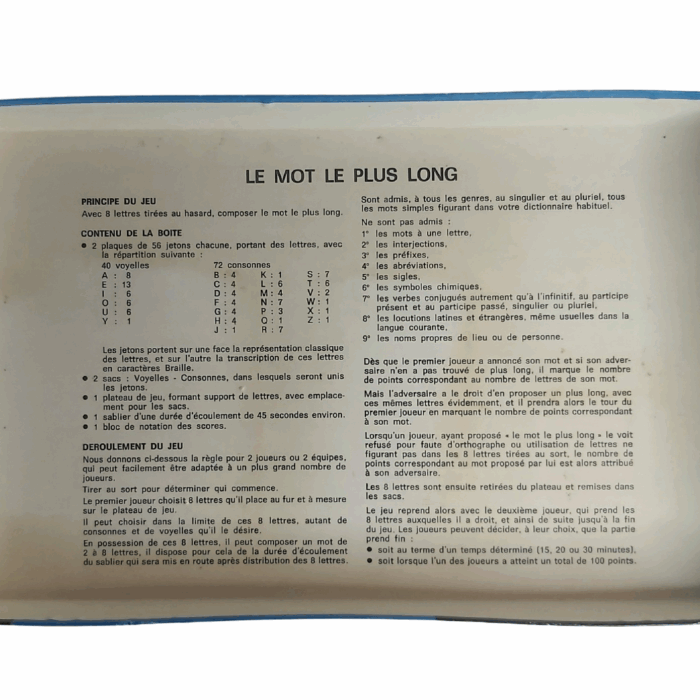 LE MOT LE PLUS LONG
PRINCIPE DU JEU
Avec 8 lettres tirées au hasard, composer le mot le plus long.
CONTENU DE LA BOITE
● 2 plaques de 56 jetons chacune, portant des lettres, avec
la répartition suivante :
40 voyelles 72 consonnes
A : 8 B : 4 K : 1 S : 7
E : 13 C : 4 L : 6 T : 6
I : 6 D : 4 M : 4 V : 2
O : 6 F : 4 N : 7 W : 1
U : 6 G : 4 P : 3 X : 1
Y : 1 H : 4 Q : 1 Z : 1
J : 1 R : 7
Les jetons portent sur une face la représentation classique
des lettres, et sur l'autre la transcription de ces lettres
en caractères Braille.
● 2 sacs : Voyelles - Consonnes, dans lesquels seront unis
les jetons.
● 1 plateau de jeu, formant support de lettres, avec emplace-
ment pour les sacs.
● 1 sablier d'une durée d'écoulement de 45 secondes environ.
● 1 bloc de notation des scores.
DEROULEMENT DU JEU
Nous donnons ci-dessous la règle pour 2 joueurs ou 2 équipes,
qui peut facilement être adaptée à un plus grand nombre de
joueurs.
Tirer au sort pour déterminer qui commence.
Le premier joueur choisit 8 lettres qu'il place au fur et à mesure
sur le plateau de jeu.
Il peut choisir dans la limite de ces 8 lettres, autant de
consonnes et de voyelles qu'il le désire.
En possession de ces 8 lettres, il peut composer un mot de
2 à 8 lettres, il dispose pour cela de la durée d'écoulement
du sablier qui sera mis en route après distribution des 8 lettres.
Sont admis, à tous les genres, au singulier et au pluriel, tous
les mots simples figurant dans votre dictionnaire habituel.
Ne sont pas admis :
1° les mots à une lettre,
2° les interjections,
3° les préfixes,
4° les abréviations,
5° les sigles,
6° les symboles chimiques,
7° les verbes conjugués autrement qu'à l'infinitif, au participe
présent et au participe passé, singulier ou pluriel,
8° les locutions latines et étrangères, même usuelles dans la
langue courante,
9° les noms propres de lieu ou de personne.
Dès que le premier joueur a annoncé son mot et si son adver-
saire n'en a pas trouvé de plus long, il marque le nombre
de points correspondant au nombre de lettres de son mot.
Mais l'adversaire a le droit d'en proposer un plus long, avec
ces mêmes lettres évidemment, et il prendra alors le tour du
premier joueur en marquant le nombre de points correspondant
à son mot.
Lorsqu'un joueur, ayant proposé « le mot le plus long » le voit
refusé pour faute d'orthographe ou utilisation de lettres ne
figurant pas dans les 8 lettres tirées au sort, le nombre de
points correspondant au mot proposé par lui est alors attribué
à son adversaire.
Les 8 lettres sont ensuite retirées du plateau et remises dans
les sacs.
Le jeu reprend alors avec le deuxième joueur, qui prend les
8 lettres auxquelles il a droit, et ainsi de suite jusqu'à la fin
du jeu. Les joueurs peuvent décider, à leur choix, que la partie
prend fin :
● soit au terme d'un temps déterminé (15, 20 ou 30 minutes),
● soit lorsque l'un des joueurs a atteint un total de 100 points.